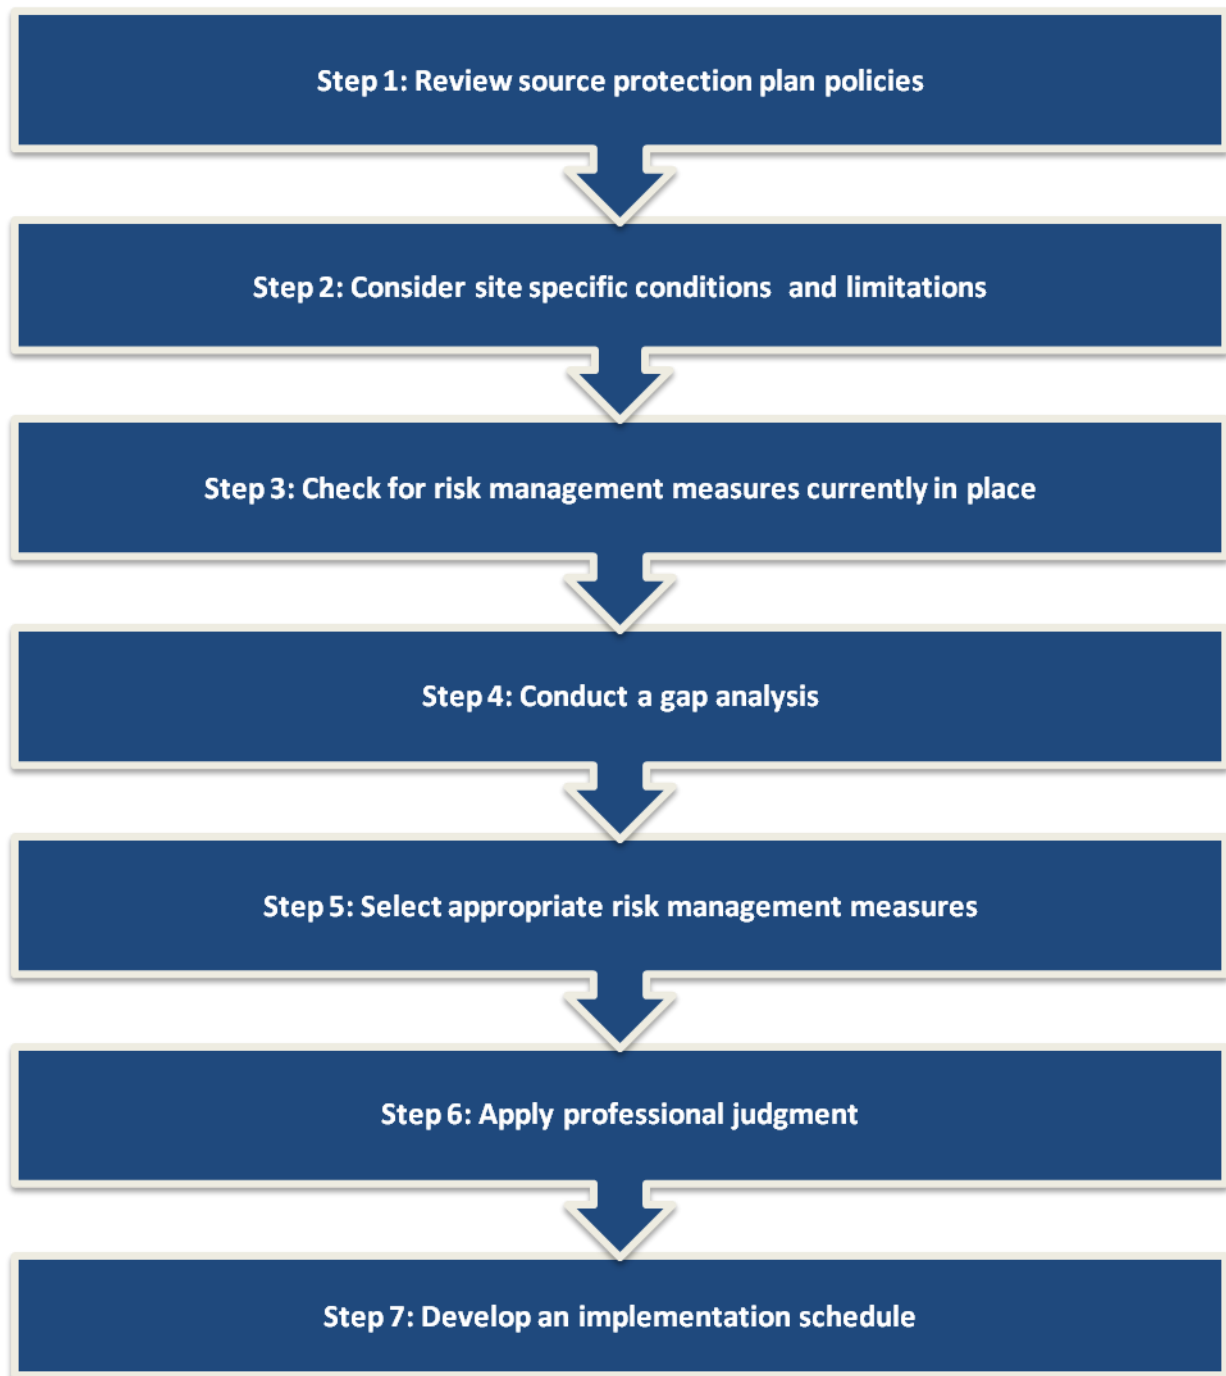 Step 1: Review source protection plan policies
Step 2: Consider site specific conditions  and limitations
Step 3: Check for risk management measures currently in place
Step 4: Conduct a gap analysis
Step 5: Select appropriate risk management measures
Step 6: Apply professional judgment
Step 7: Develop an implementation schedule